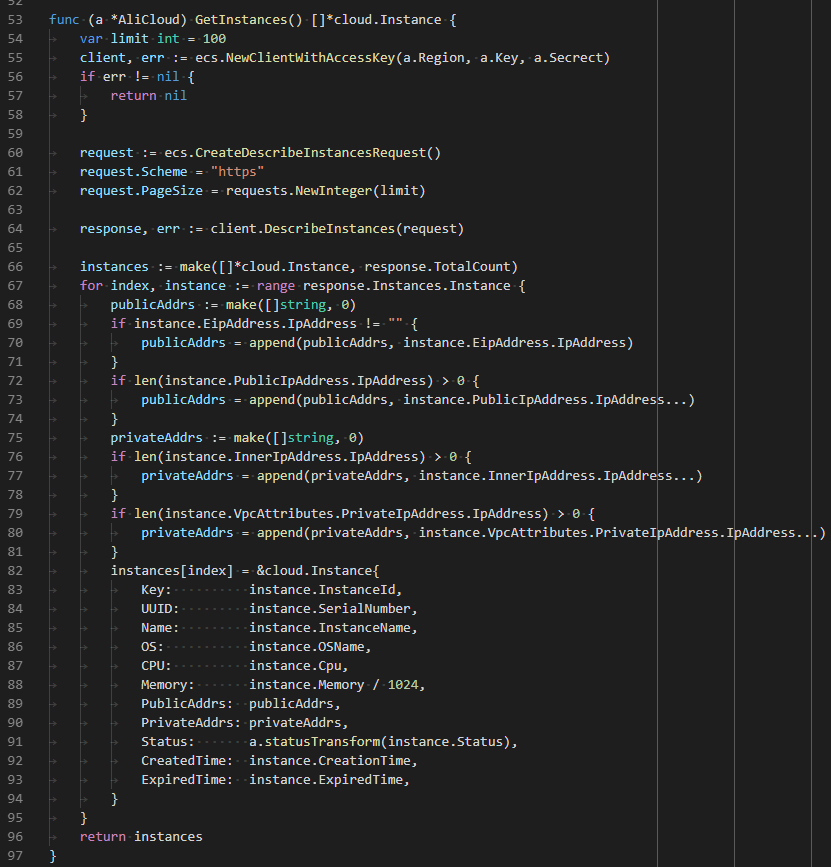 52
53 func (a *AliCloud) GetInstances() []*cloud.Instance {
54 var limit int = 100
55 client, err := ecs.NewClientWithAccessKey(a.Region, a.Key, a.Secrect)
56 if err != nil {
57 return nil
58 }
59
60 request := ecs.CreateDescribeInstancesRequest()
61 request.Scheme = "https"
62 request.PageSize = requests.NewInteger(limit)
63
64 response, err := client.DescribeInstances(request)
65
66 instances := make([]*cloud.Instance, response.TotalCount)
67 for index, instance := range response.Instances.Instance {
68 publicAddrs := make([]string, 0)
69 if instance.EipAddress.IpAddress != "" {
70 publicAddrs = append(publicAddrs, instance.EipAddress.IpAddress)
71 }
72 if len(instance.PublicIpAddress.IpAddress) > 0 {
73 publicAddrs = append(publicAddrs, instance.PublicIpAddress.IpAddress...)
74 }
75 privateAddrs := make([]string, 0)
76 if len(instance.InnerIpAddress.IpAddress) > 0 {
77 privateAddrs = append(privateAddrs, instance.InnerIpAddress.IpAddress...)
78 }
79 if len(instance.VpcAttributes.PrivateIpAddress.IpAddress) > 0 {
80 privateAddrs = append(privateAddrs, instance.VpcAttributes.PrivateIpAddress.IpAddress...)
81 }
82 instances[index] = &cloud.Instance{
83 Key: instance.InstanceId,
84 UUID: instance.SerialNumber,
85 Name: instance.InstanceName,
86 OS: instance.OSName,
87 CPU: instance.Cpu,
88 Memory: instance.Memory / 1024,
89 PublicAddrs: publicAddrs,
90 PrivateAddrs: privateAddrs,
91 Status: a.statusTransform(instance.Status),
92 CreatedTime: instance.CreationTime,
93 ExpiredTime: instance.ExpiredTime,
94 }
95 }
96 return instances
97 }